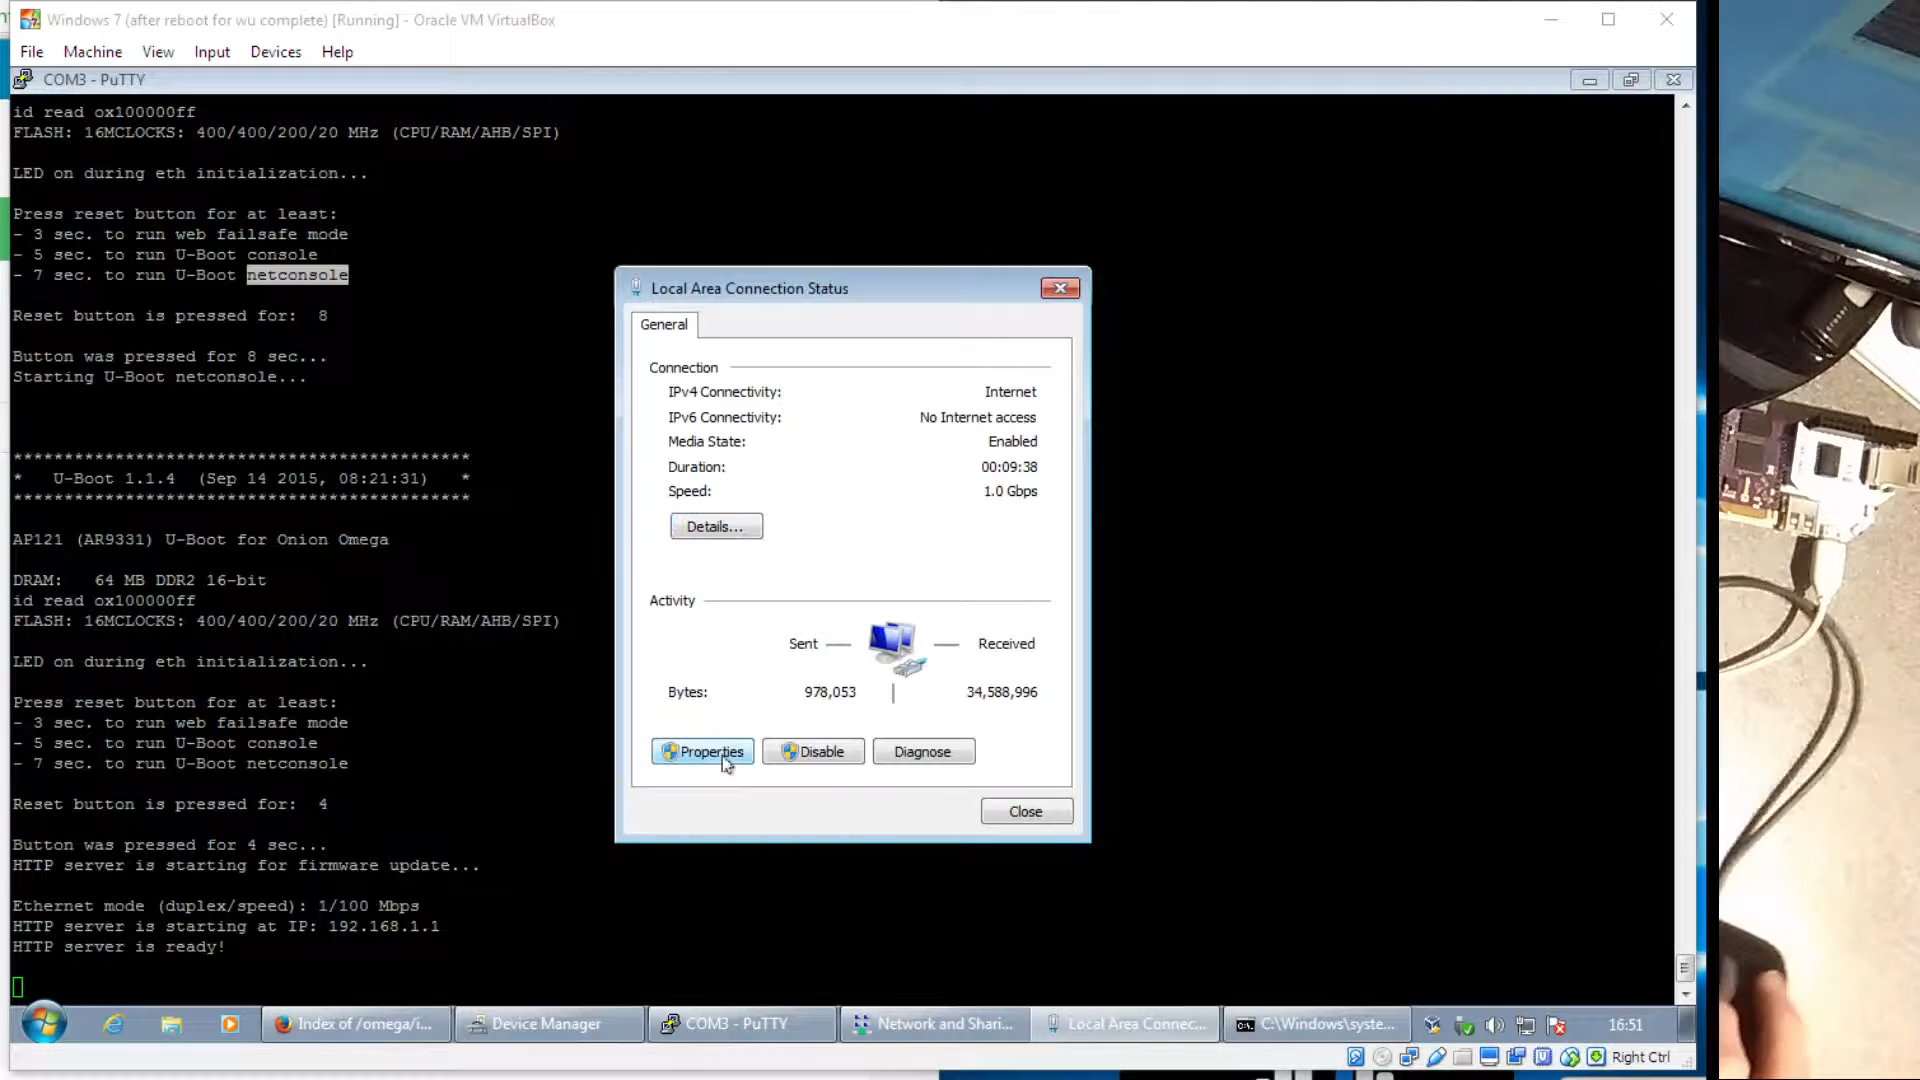 Windows 7 (after reboot for wu complete) [Running] - Oracle VM VirtualBox
File Machine View Input Devices Help
COM3 - PuTTY
id read ox100000ff
FLASH: 16MCLOCKS: 400/400/200/20 MHz (CPU/RAM/AHB/SPI)
LED on during eth initialization...
Press reset button for at least:
- 3 sec. to run web failsafe mode
- 5 sec. to run U-Boot console
- 7 sec. to run U-Boot netconsole
Reset button is pressed for: 8
Button was pressed for 8 sec...
Starting U-Boot netconsole...
*********************************************
* U-Boot 1.1.4 (Sep 14 2015, 08:21:31) *
*********************************************
AP121 (AR9331) U-Boot for Onion Omega
DRAM: 64 MB DDR2 16-bit
id read ox100000ff
FLASH: 16MCLOCKS: 400/400/200/20 MHz (CPU/RAM/AHB/SPI)
LED on during eth initialization...
Press reset button for at least:
- 3 sec. to run web failsafe mode
- 5 sec. to run U-Boot console
- 7 sec. to run U-Boot netconsole
Reset button is pressed for: 4
Button was pressed for 4 sec...
HTTP server is starting for firmware update...
Ethernet mode (duplex/speed): 1/100 Mbps
HTTP server is starting at IP: 192.168.1.1
HTTP server is ready!
Local Area Connection Status
General
Connection
IPv4 Connectivity: Internet
IPv6 Connectivity: No Internet access
Media State: Enabled
Duration: 00:09:38
Speed: 1.0 Gbps
Details...
Activity
Sent — — Received
Bytes: 978,053 34,588,996
Properties Disable Diagnose
Close
Index of /omega/i... Device Manager COM3 - PuTTY Network and Shari... Local Area Connec... C:\Windows\syste... 16:51
Right Ctrl